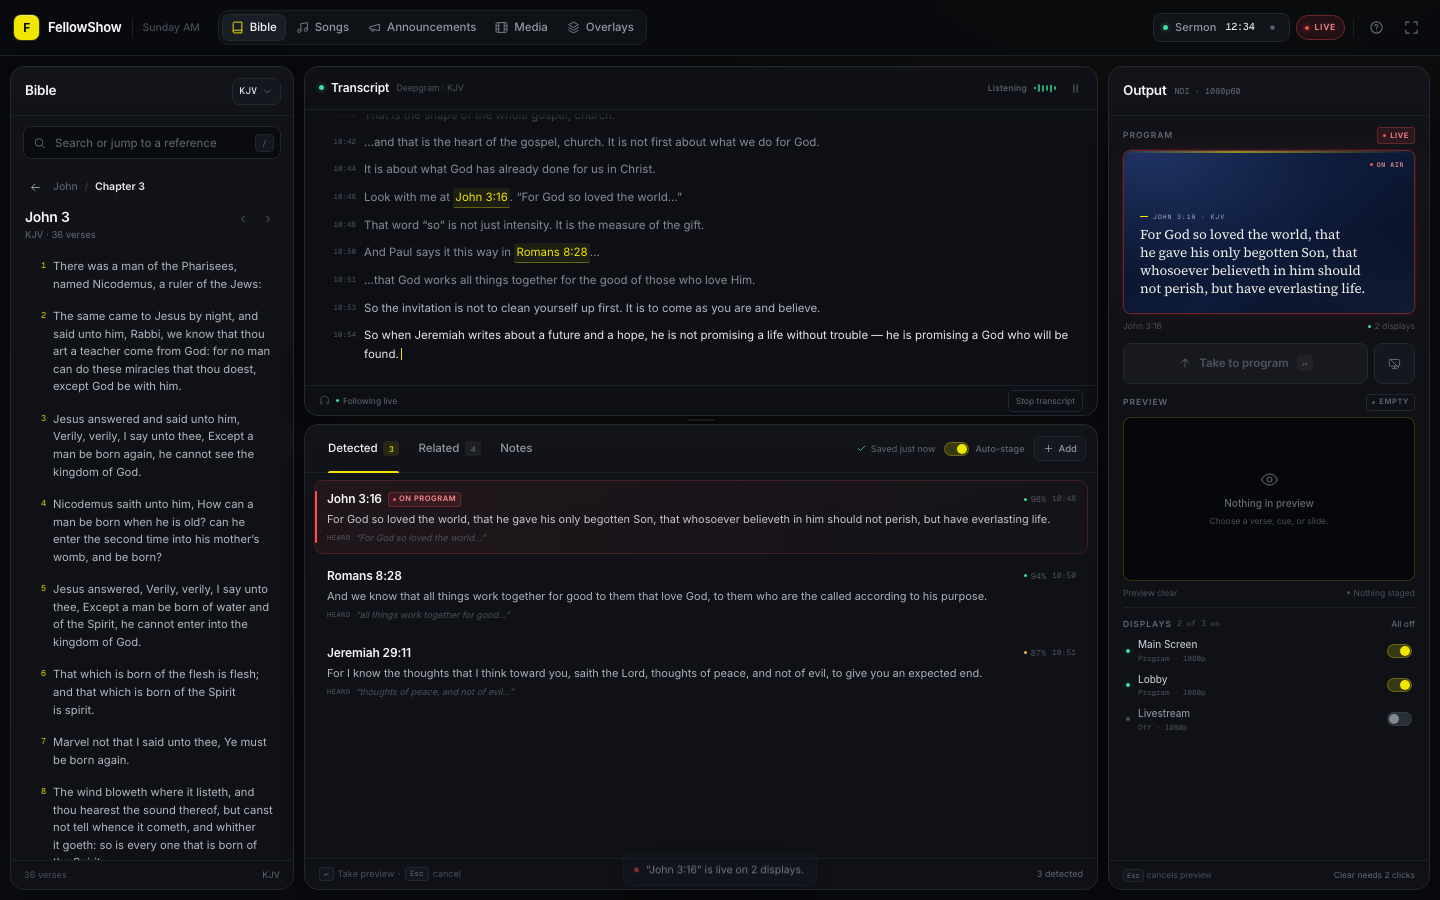 F FellowShow Sunday AM Bible Songs Announcements Media Overlays Sermon 12:34 LIVE
Bible KJV
Search or jump to a reference /
← John / Chapter 3
John 3
KJV · 36 verses
1 There was a man of the Pharisees,
named Nicodemus, a ruler of the Jews:
2 The same came to Jesus by night, and
said unto him, Rabbi, we know that thou
art a teacher come from God: for no man
can do these miracles that thou doest,
except God be with him.
3 Jesus answered and said unto him,
Verily, verily, I say unto thee, Except a
man be born again, he cannot see the
kingdom of God.
4 Nicodemus saith unto him, How can a
man be born when he is old? can he
enter the second time into his mother's
womb, and be born?
5 Jesus answered, Verily, verily, I say unto
thee, Except a man be born of water and
of the Spirit, he cannot enter into the
kingdom of God.
6 That which is born of the flesh is flesh;
and that which is born of the Spirit
is spirit.
7 Marvel not that I said unto thee, Ye must
be born again.
8 The wind bloweth where it listeth, and
thou hearest the sound thereof, but canst
not tell whence it cometh, and whither
it goeth: so is every one that is born of
the Spirit.
36 verses KJV
Transcript Deepgram · KJV Listening
That is the shape of the whole gospel, church.
10:42 …and that is the heart of the gospel, church. It is not first about what we do for God.
10:44 It is about what God has already done for us in Christ.
10:46 Look with me at John 3:16. “For God so loved the world…”
10:48 That word “so” is not just intensity. It is the measure of the gift.
10:50 And Paul says it this way in Romans 8:28…
10:51 …that God works all things together for the good of those who love Him.
10:53 So the invitation is not to clean yourself up first. It is to come as you are and believe.
10:54 So when Jeremiah writes about a future and a hope, he is not promising a life without trouble — he is promising a God who will be
found.
Following live Stop transcript
Detected 3 Related 4 Notes Saved just now Auto-stage + Add
John 3:16 ON PROGRAM 98% 10:48
For God so loved the world, that he gave his only begotten Son, that whosoever believeth in him should not perish, but have everlasting life.
HEARD “For God so loved the world…”
Romans 8:28 94% 10:50
And we know that all things work together for good to them that love God, to them who are the called according to his purpose.
HEARD “all things work together for good…”
Jeremiah 29:11 87% 10:51
For I know the thoughts that I think toward you, saith the Lord, thoughts of peace, and not of evil, to give you an expected end.
HEARD “thoughts of peace, and not of evil…”
↵ Take preview · Esc cancel 3 detected
“John 3:16” is live on 2 displays.
Output NDI · 1080p60
PROGRAM LIVE
ON AIR
JOHN 3:16 · KJV
For God so loved the world, that
he gave his only begotten Son, that
whosoever believeth in him should
not perish, but have everlasting life.
John 3:16 2 displays
Take to program ↵
PREVIEW EMPTY
Nothing in preview
Choose a verse, cue, or slide.
Preview clear Nothing staged
DISPLAYS 2 of 3 on All off
Main Screen
Program · 1080p
Lobby
Program · 1080p
Livestream
Off · 1080p
Esc cancels preview Clear needs 2 clicks